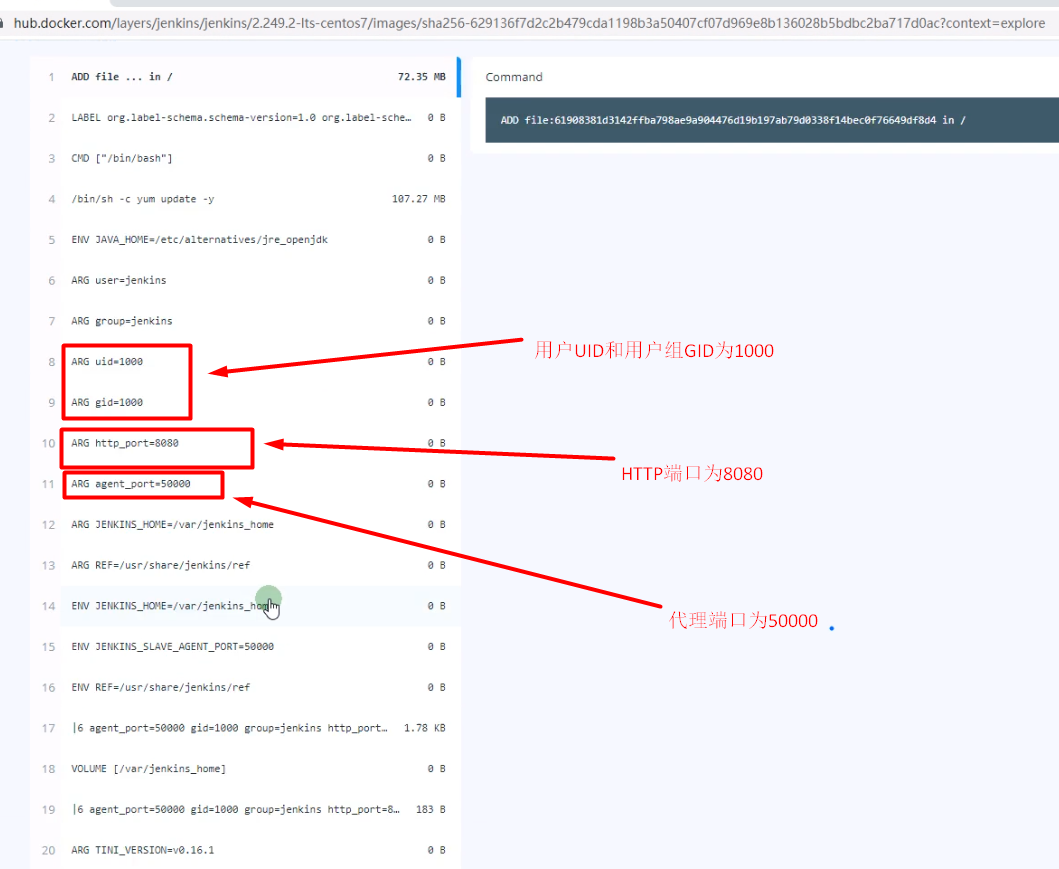 hub.docker.com/layers/jenkins/jenkins/2.249.2-lts-centos7/images/sha256-629136f7d2c2b479cda1198b3a50407cf07d969e8b136028b5bdbc2ba717d0ac?context=explore
1 ADD file ... in / 72.35 MB
Command
ADD file:61908381d3142ffba798ae9a904476d19b197ab79d0338f14bec0f76649df8d4 in /
2 LABEL org.label-schema.schema-version=1.0 org.label-sche… 0 B
3 CMD ["/bin/bash"] 0 B
4 /bin/sh -c yum update -y 107.27 MB
5 ENV JAVA_HOME=/etc/alternatives/jre_openjdk 0 B
6 ARG user=jenkins 0 B
7 ARG group=jenkins 0 B
8 ARG uid=1000 0 B
用户UID和用户组GID为1000
9 ARG gid=1000 0 B
10 ARG http_port=8080 0 B
HTTP端口为8080
11 ARG agent_port=50000 0 B
12 ARG JENKINS_HOME=/var/jenkins_home 0 B
13 ARG REF=/usr/share/jenkins/ref 0 B
14 ENV JENKINS_HOME=/var/jenkins_home 0 B
代理端口为50000
15 ENV JENKINS_SLAVE_AGENT_PORT=50000 0 B
16 ENV REF=/usr/share/jenkins/ref 0 B
17 |6 agent_port=50000 gid=1000 group=jenkins http_port… 1.78 KB
18 VOLUME [/var/jenkins_home] 0 B
19 |6 agent_port=50000 gid=1000 group=jenkins http_port=8… 183 B
20 ARG TINI_VERSION=v0.16.1 0 B